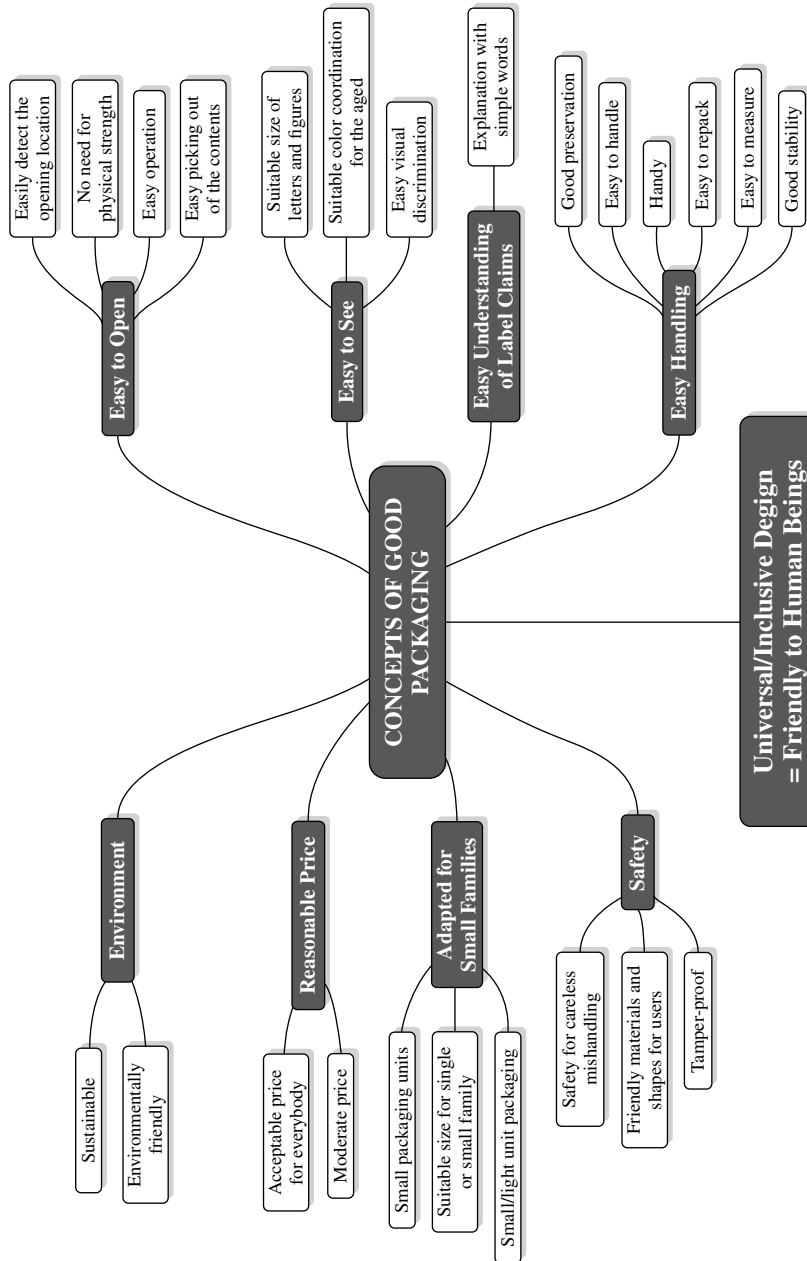 CONCEPTS OF GOOD
PACKAGING
Environment
Sustainable
Environmentally
friendly
Reasonable Price
Acceptable price
for everybody
Moderate price
Adapted for
Small Families
Small packaging units
Suitable size for single
or small family
Small/light unit packaging
Safety
Safety for careless
mishandling
Friendly materials and
shapes for users
Tamper-proof
Easy to Open
Easily detect the
opening location
No need for
physical strength
Easy operation
Easy picking out
of the contents
Easy to See
Suitable size of
letters and figures
Suitable color coordination
for the aged
Easy visual
discrimination
Easy Understanding
of Label Claims
Explanation with
simple words
Easy Handling
Good preservation
Easy to handle
Handy
Easy to repack
Easy to measure
Good stability
Universal/Inclusive Degign
= Friendly to Human Beings